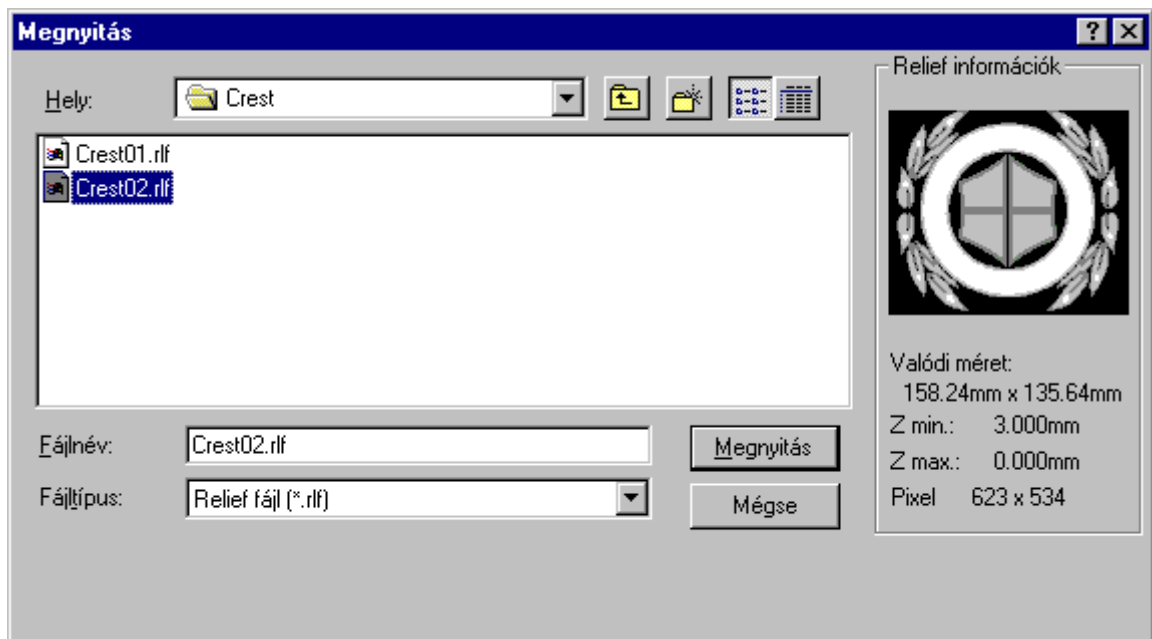 Megnyitás
Hely:
Crest
Crest01.rlf
Crest02.rlf
Fájlnév:
Crest02.rlf
Megnyitás
Fájltípus:
Relief fájl (*.rlf)
Mégse
Relief információk
Valódi méret:
158.24mm x 135.64mm
Z min.: 3.000mm
Z max.: 0.000mm
Pixel 623 x 534